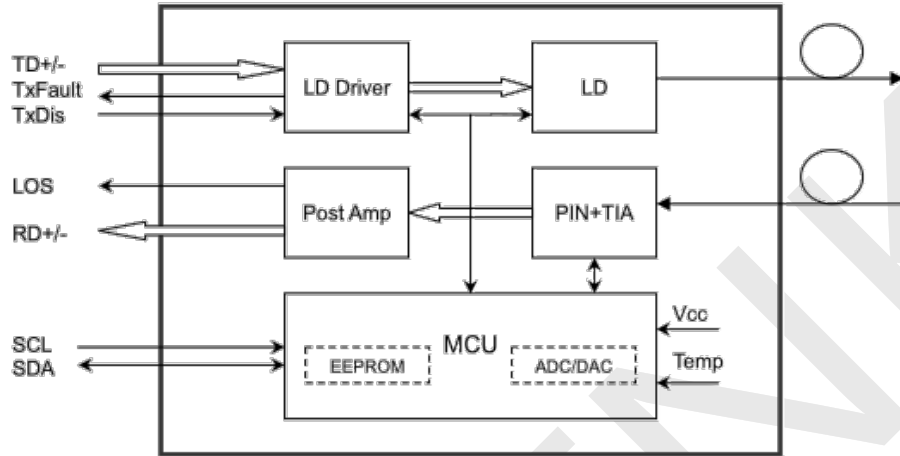 TD+/-
TxFault
TxDis
LD Driver
LD
LOS
RD+/-
Post Amp
PIN+TIA
SCL
SDA
MCU
EEPROM
ADC/DAC
Vcc
Temp